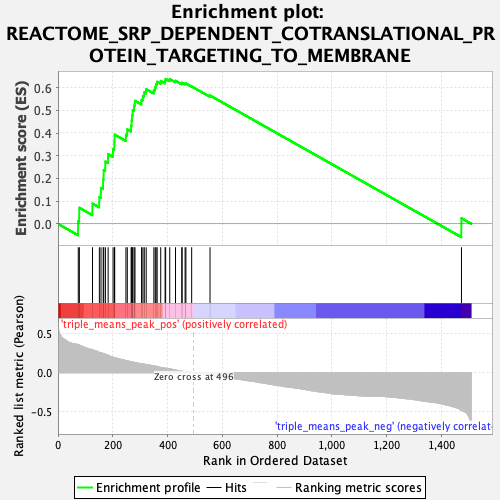 Enrichment plot:
REACTOME_SRP_DEPENDENT_COTRANSLATIONAL_PR
OTEIN_TARGETING_TO_MEMBRANE
Enrichment score (ES)
0.6
0.5
0.4
0.3
0.2
0.1
0.0
'triple_means_peak_pos' (positively correlated)
Ranked list metric (Pearson)
0.5
0.0
-0.5
Zero cross at 496
'triple_means_peak_neg' (negatively correlat
0 200 400 600 800 1,000 1,200 1,400
Rank in Ordered Dataset
Enrichment profile Hits Ranking metric scores